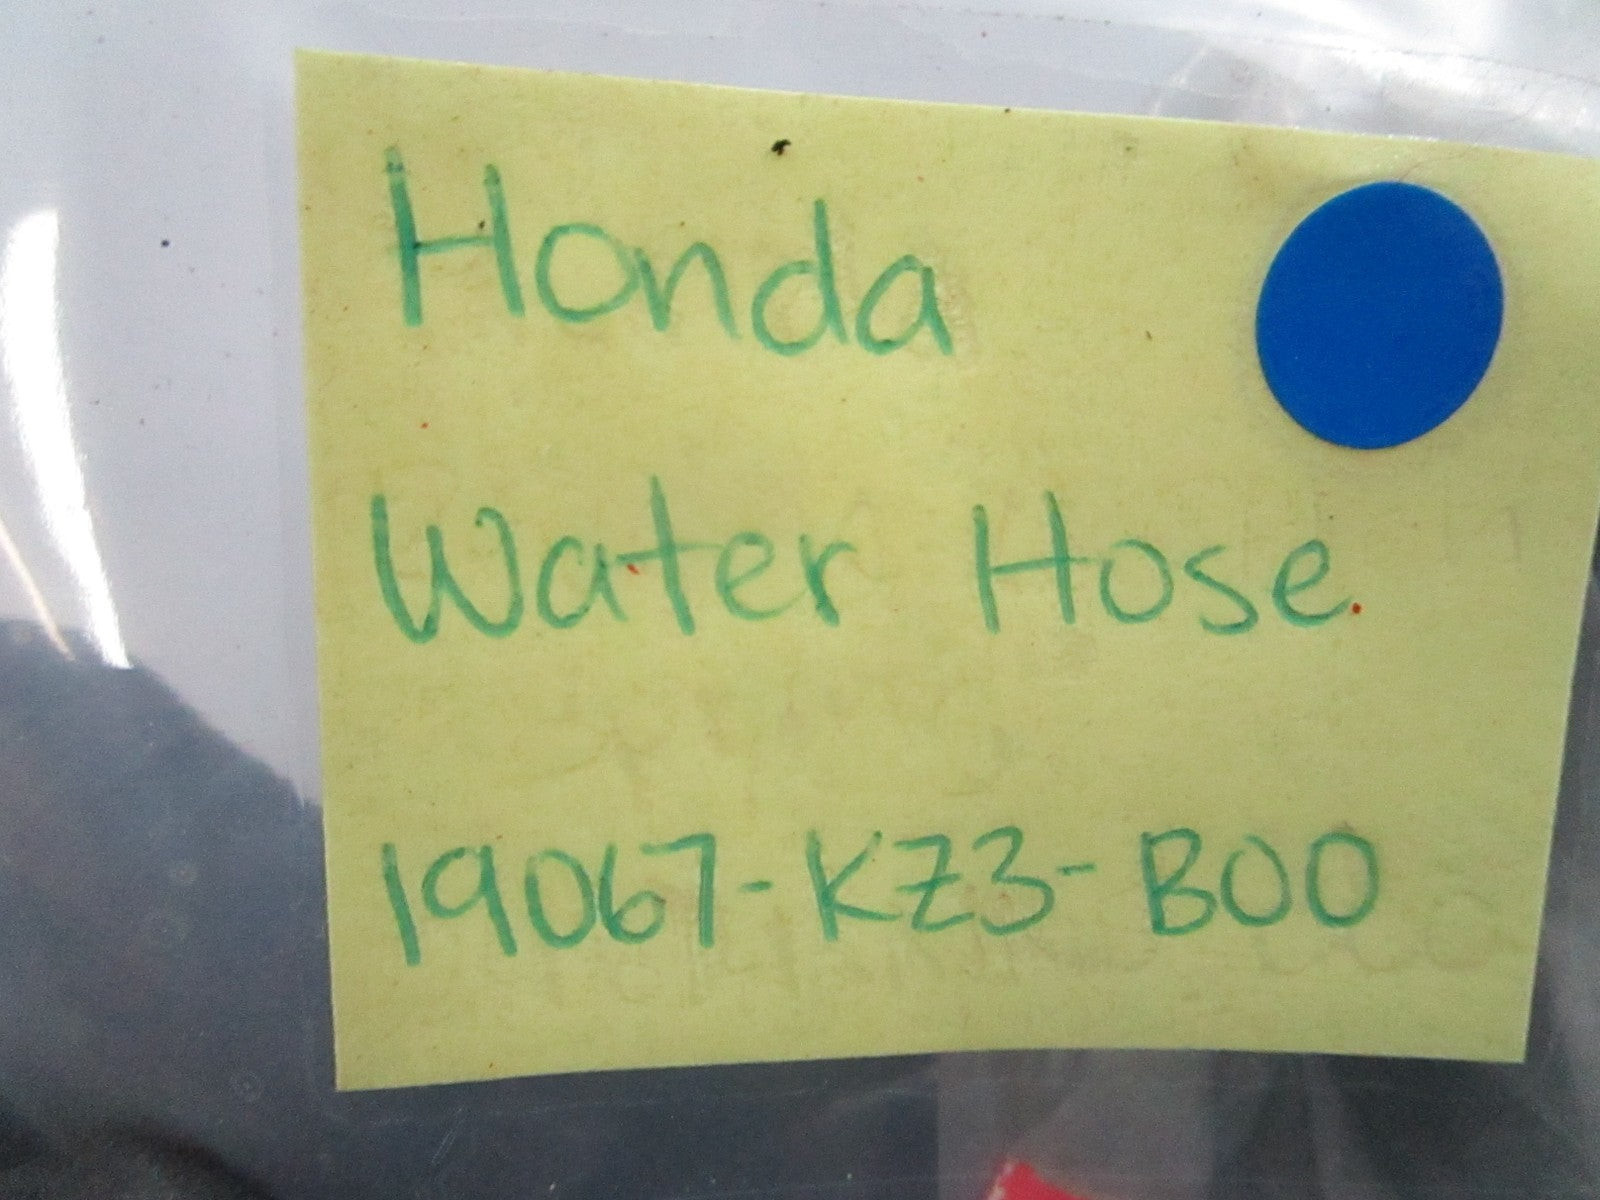 Honda
Water Hose
19067-KZ3-B00